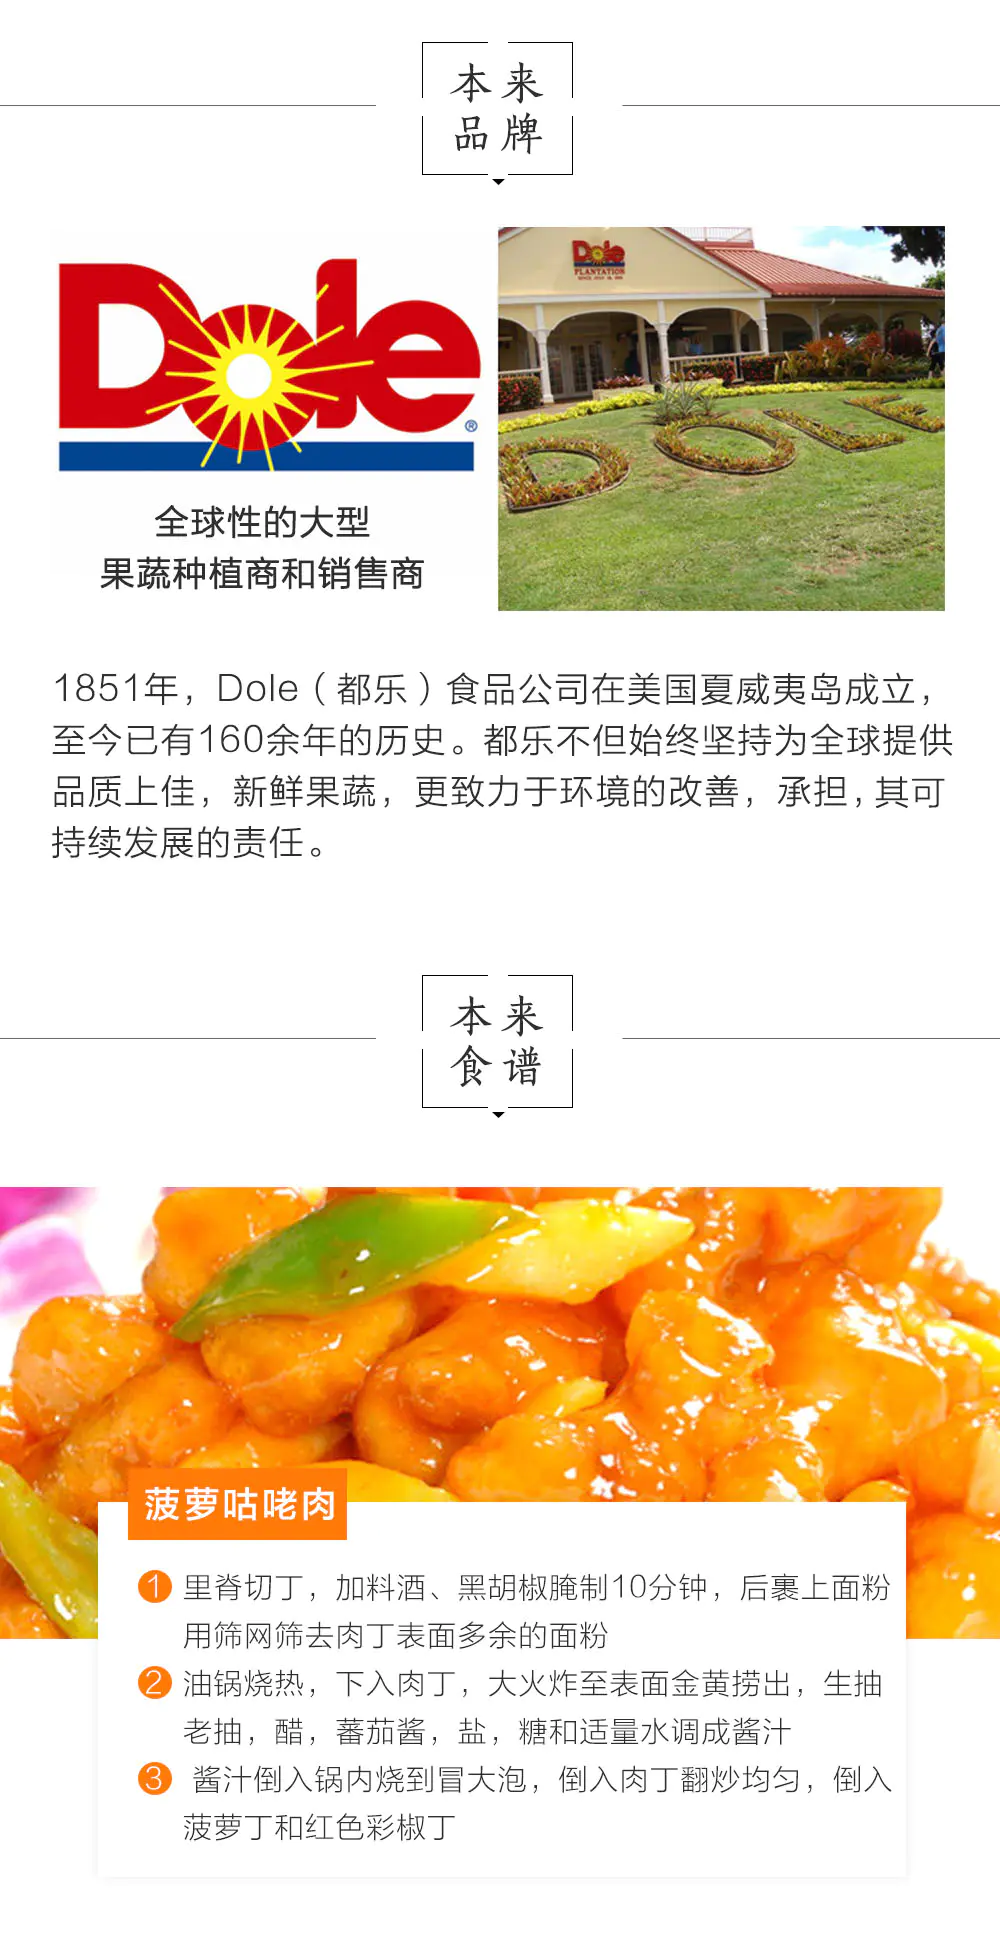 本来
品牌
Dole
®
Dole
PLANTATION
DOLE
全球性的大型
果蔬种植商和销售商
1851年，Dole（都乐）食品公司在美国夏威夷岛成立，
至今已有160余年的历史。都乐不但始终坚持为全球提供
品质上佳，新鲜果蔬，更致力于环境的改善，承担，其可
持续发展的责任。
本来
食谱
菠萝咕咾肉
1 里脊切丁，加料酒、黑胡椒腌制10分钟，后裹上面粉
用筛网筛去肉丁表面多余的面粉
2 油锅烧热，下入肉丁，大火炸至表面金黄捞出，生抽
老抽，醋，蕃茄酱，盐，糖和适量水调成酱汁
3 酱汁倒入锅内烧到冒大泡，倒入肉丁翻炒均匀，倒入
菠萝丁和红色彩椒丁